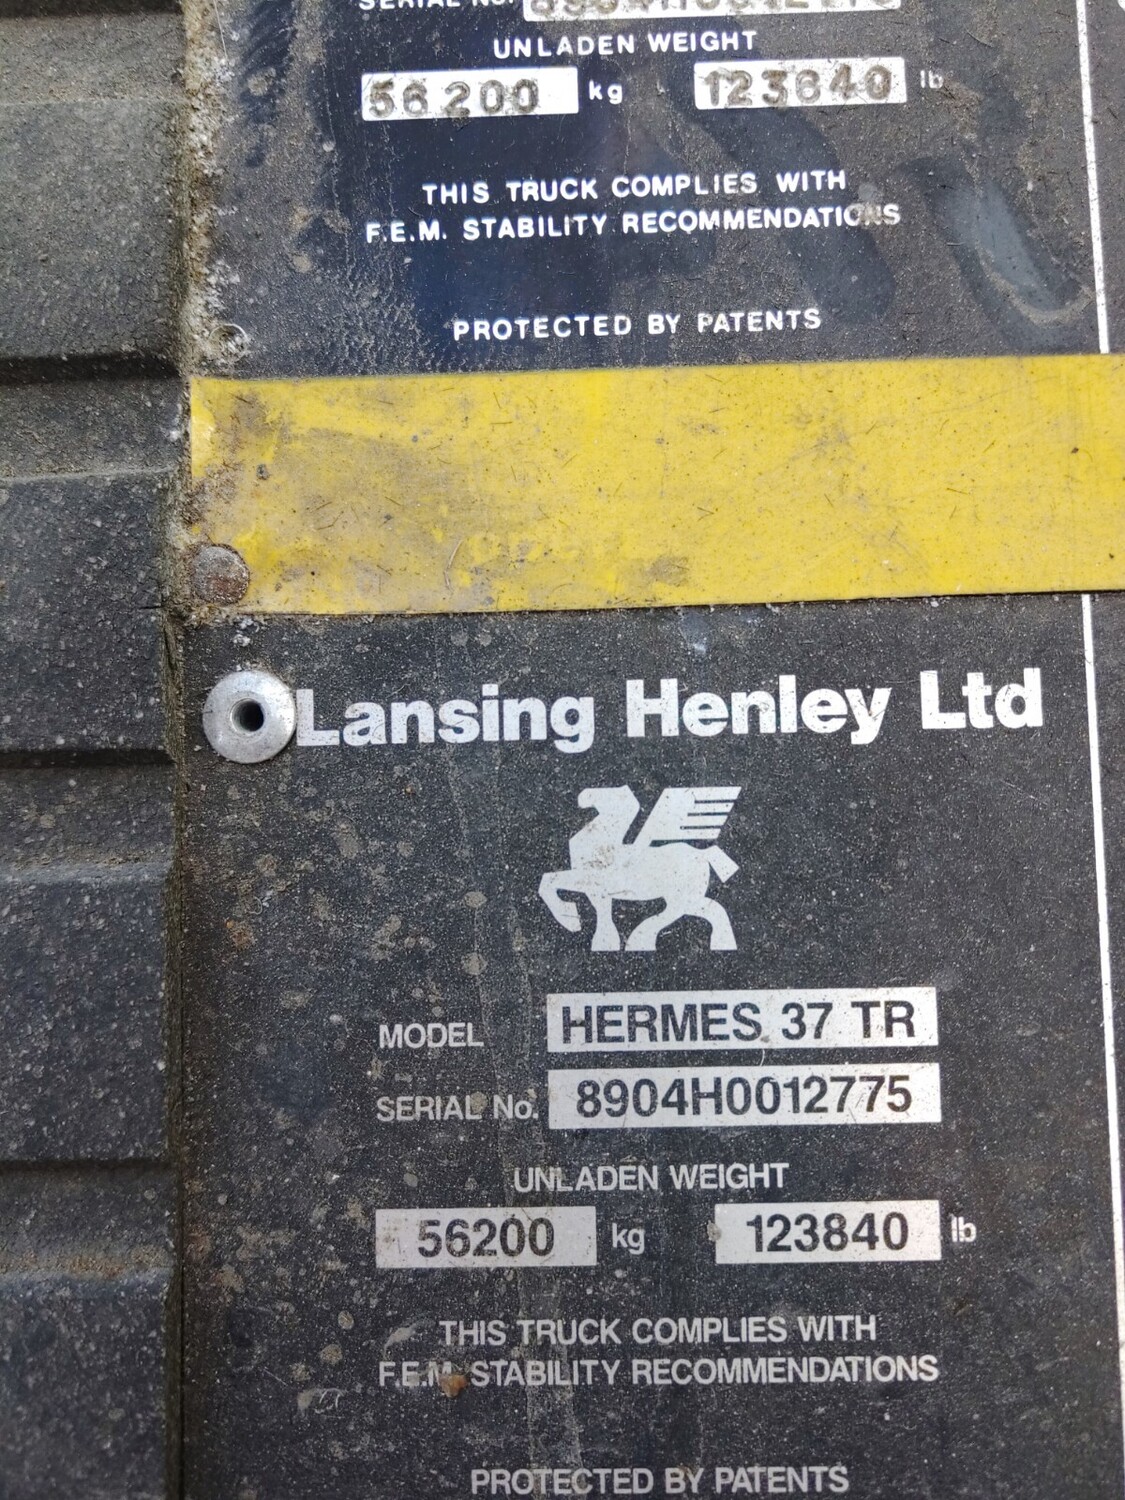 SERIAL No.
UNLADEN WEIGHT
56200 kg 123840 lb
THIS TRUCK COMPLIES WITH
F.E.M. STABILITY RECOMMENDATIONS
PROTECTED BY PATENTS
Lansing Henley Ltd
MODEL HERMES 37 TR
SERIAL No. 8904H0012775
UNLADEN WEIGHT
56200 kg 123840 lb
THIS TRUCK COMPLIES WITH
F.E.M. STABILITY RECOMMENDATIONS
PROTECTED BY PATENTS